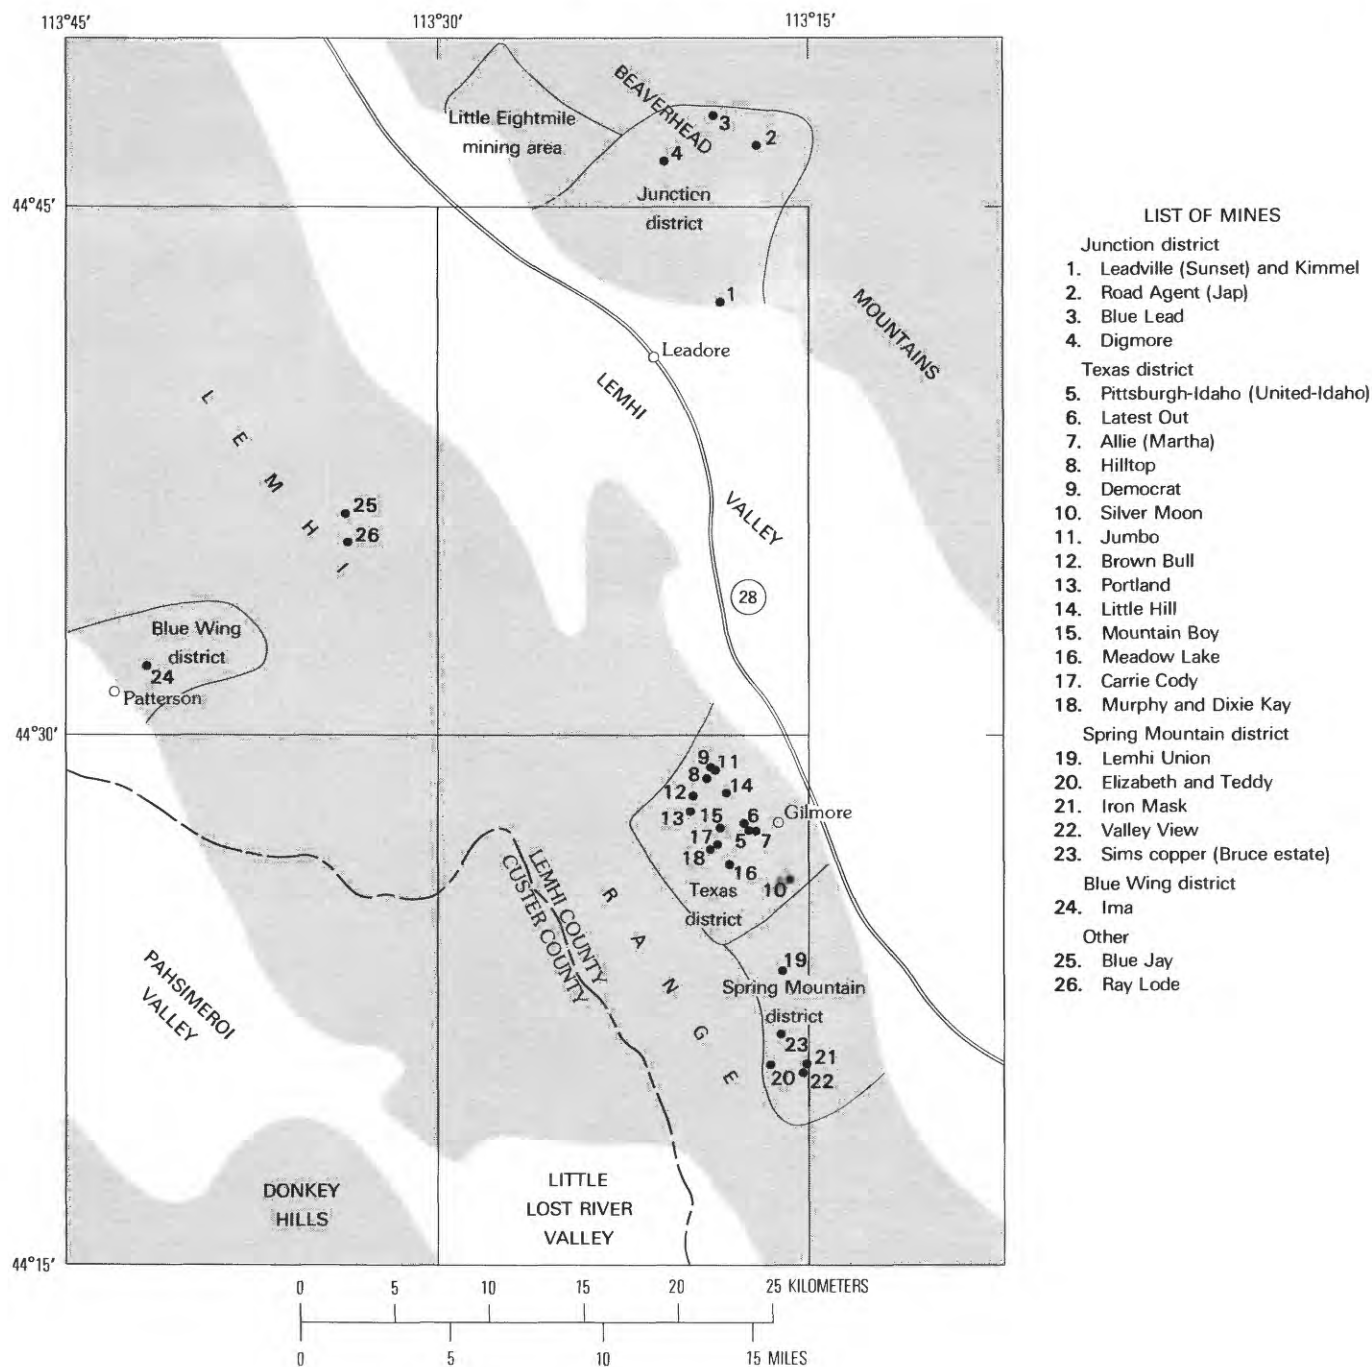 113°45′ 113°30′ 113°15′
BEAVERHEAD
Little Eightmile
mining area
3
2
4
Junction
district
44°45′
1
MOUNTAINS
Leadore
LEMHI
VALLEY
28
LEMHI
25
26
Blue Wing
district
24
Patterson
44°30′
9 11
8
14
12
13 15 6 Gilmore
17 5 7
18
16
10
Texas
district
LEMHI COUNTY
CUSTER COUNTY
RANGE
19
Spring Mountain
district
23
21
20 22
PAHSIMEROI
VALLEY
DONKEY
HILLS
LITTLE
LOST RIVER
VALLEY
44°15′
0 5 10 15 20 25 KILOMETERS
0 5 10 15 MILES
LIST OF MINES
Junction district
1. Leadville (Sunset) and Kimmel
2. Road Agent (Jap)
3. Blue Lead
4. Digmore
Texas district
5. Pittsburgh-Idaho (United-Idaho)
6. Latest Out
7. Allie (Martha)
8. Hilltop
9. Democrat
10. Silver Moon
11. Jumbo
12. Brown Bull
13. Portland
14. Little Hill
15. Mountain Boy
16. Meadow Lake
17. Carrie Cody
18. Murphy and Dixie Kay
Spring Mountain district
19. Lemhi Union
20. Elizabeth and Teddy
21. Iron Mask
22. Valley View
23. Sims copper (Bruce estate)
Blue Wing district
24. Ima
Other
25. Blue Jay
26. Ray Lode